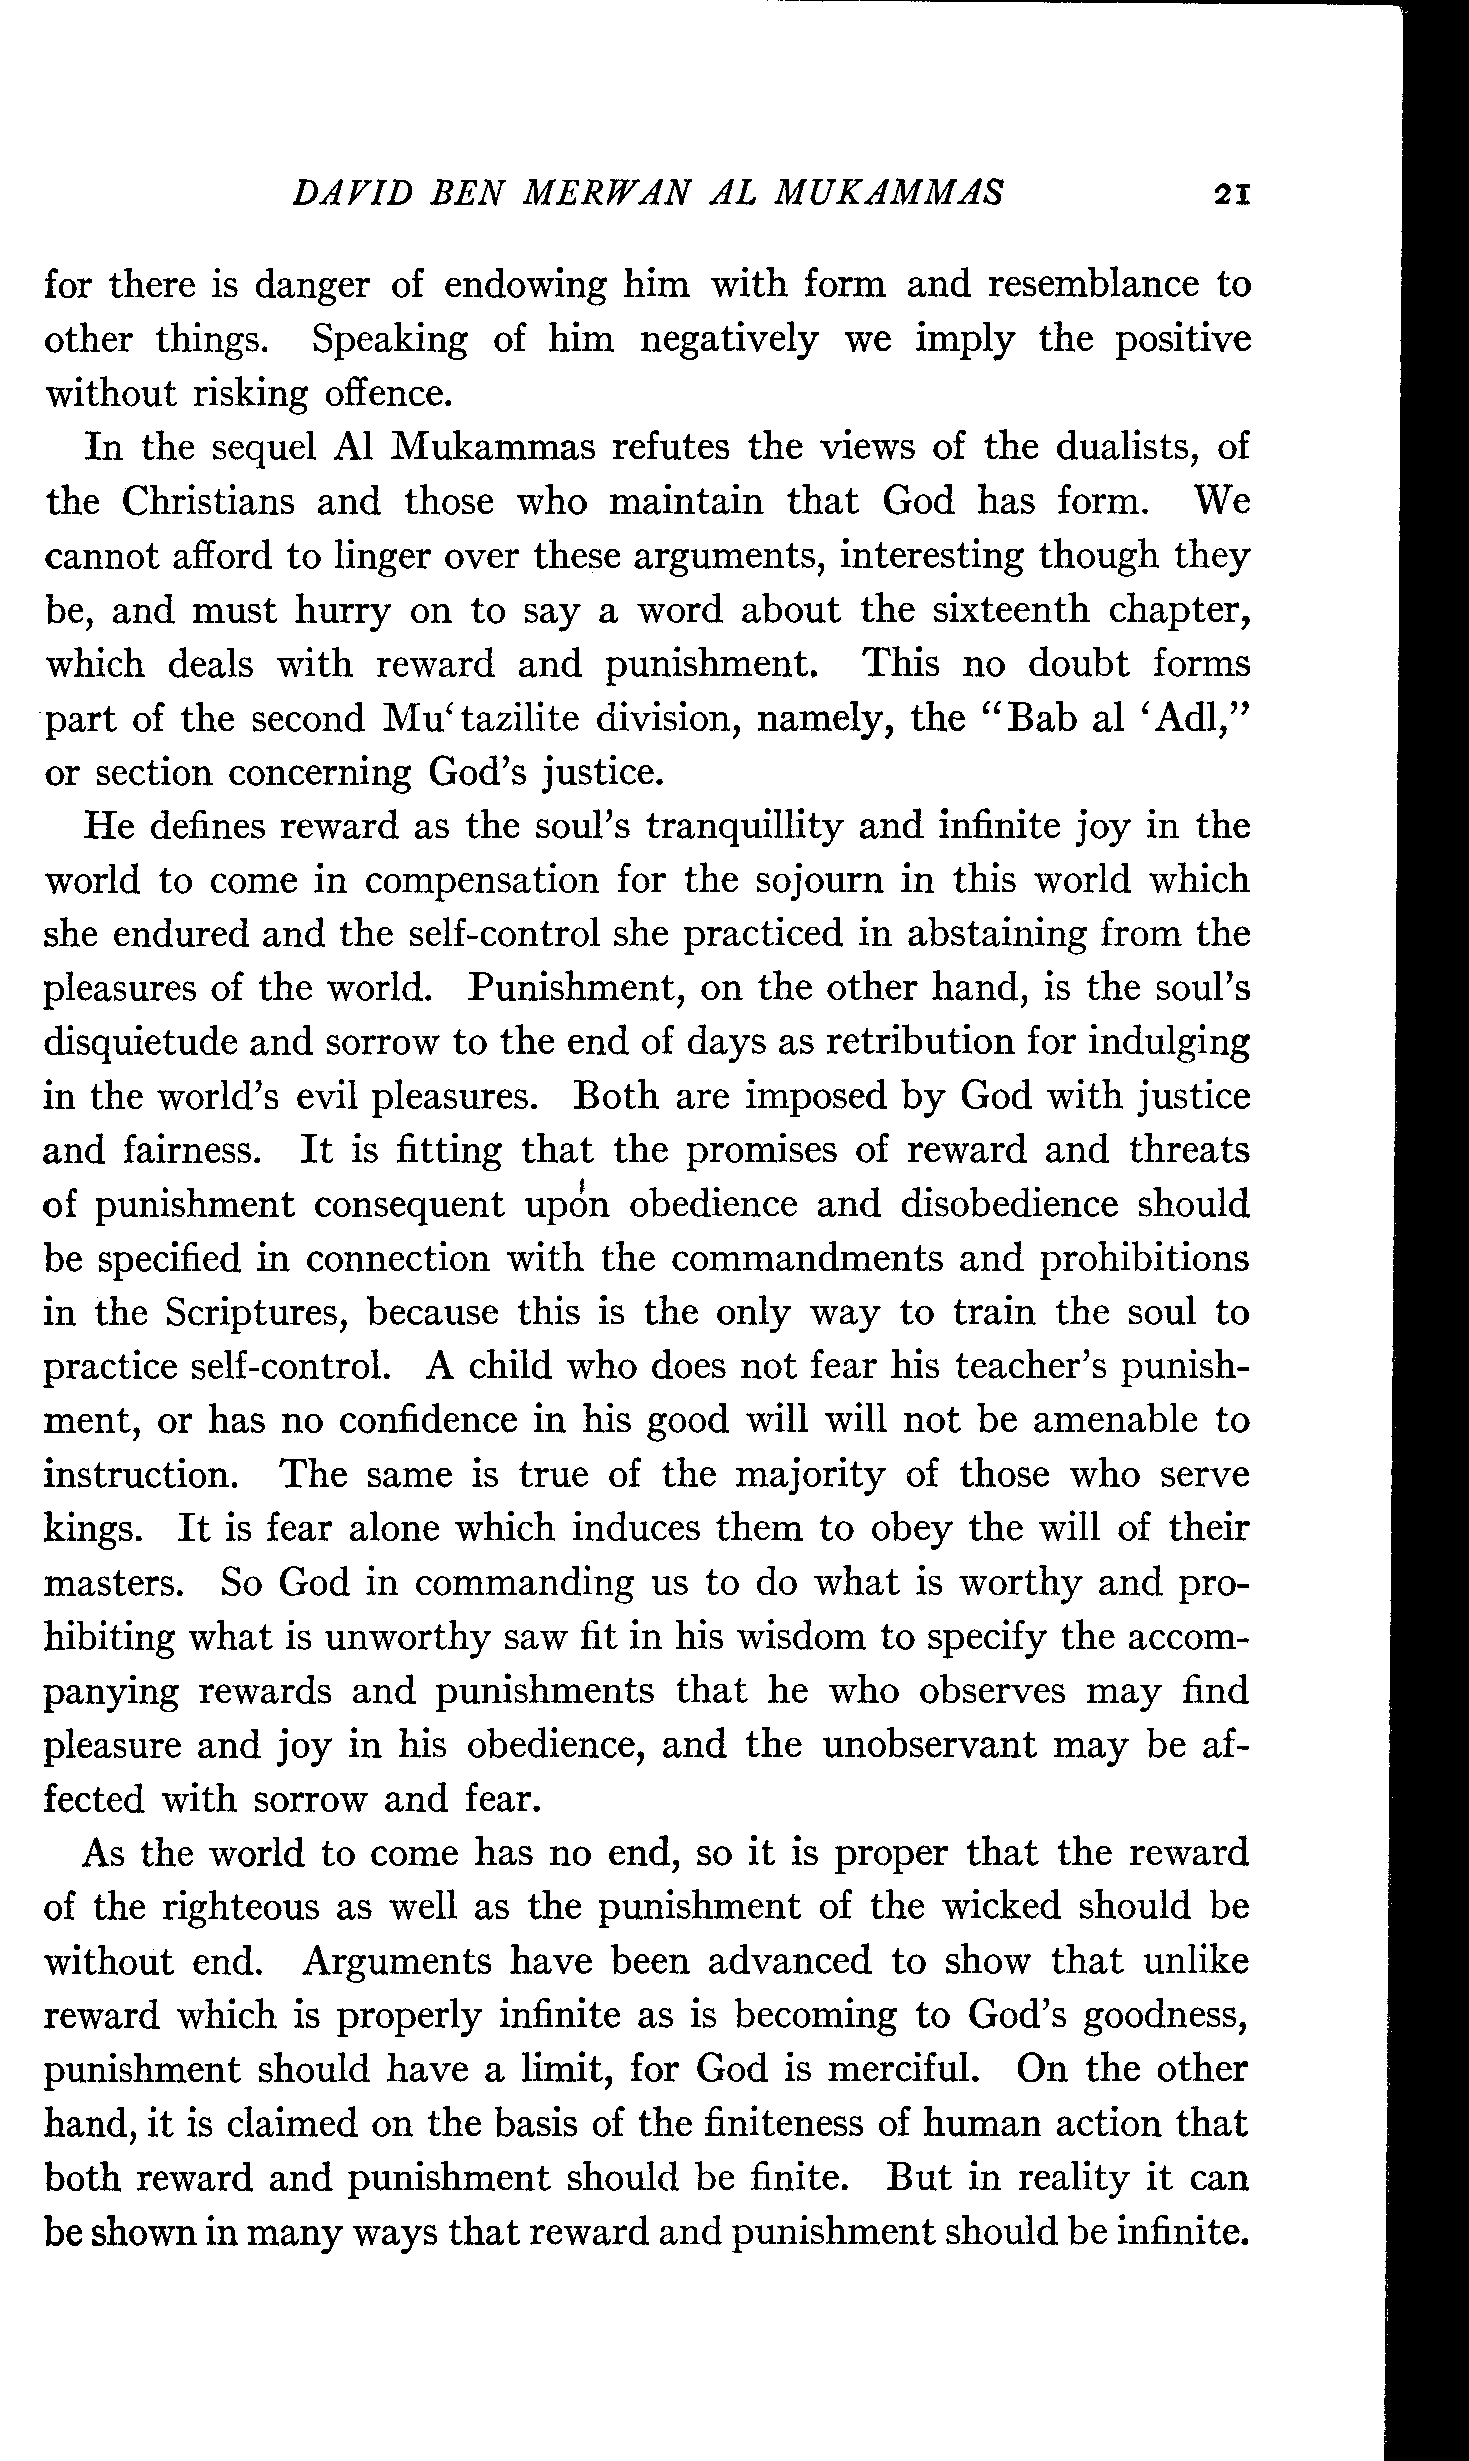 DAVID BEN MERWAN AL MUKAMMAS 21
for there is danger of endowing him with form and resemblance to
other things. Speaking of him negatively we imply the positive
without risking offence.
In the sequel Al Mukammas refutes the views of the dualists, of
the Christians and those who maintain that God has form. We
cannot afford to linger over these arguments, interesting though they
be, and must hurry on to say a word about the sixteenth chapter,
which deals with reward and punishment. This no doubt forms
part of the second Mu‘tazilite division, namely, the “Bab al ‘Adl,”
or section concerning God's justice.
He defines reward as the soul's tranquillity and infinite joy in the
world to come in compensation for the sojourn in this world which
she endured and the self-control she practiced in abstaining from the
pleasures of the world. Punishment, on the other hand, is the soul's
disquietude and sorrow to the end of days as retribution for indulging
in the world's evil pleasures. Both are imposed by God with justice
and fairness. It is fitting that the promises of reward and threats
of punishment consequent upon obedience and disobedience should
be specified in connection with the commandments and prohibitions
in the Scriptures, because this is the only way to train the soul to
practice self-control. A child who does not fear his teacher's punish-
ment, or has no confidence in his good will will not be amenable to
instruction. The same is true of the majority of those who serve
kings. It is fear alone which induces them to obey the will of their
masters. So God in commanding us to do what is worthy and pro-
hibiting what is unworthy saw fit in his wisdom to specify the accom-
panying rewards and punishments that he who observes may find
pleasure and joy in his obedience, and the unobservant may be af-
fected with sorrow and fear.
As the world to come has no end, so it is proper that the reward
of the righteous as well as the punishment of the wicked should be
without end. Arguments have been advanced to show that unlike
reward which is properly infinite as is becoming to God's goodness,
punishment should have a limit, for God is merciful. On the other
hand, it is claimed on the basis of the finiteness of human action that
both reward and punishment should be finite. But in reality it can
be shown in many ways that reward and punishment should be infinite.